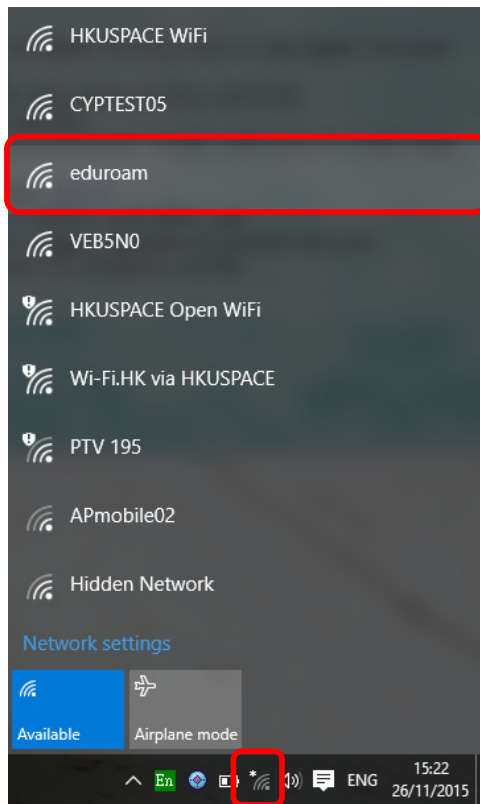 HKUSPACE WiFi
CYPTEST05
eduroam
VEB5N0
HKUSPACE Open WiFi
Wi-Fi.HK via HKUSPACE
PTV 195
APmobile02
Hidden Network
Network settings
Available Airplane mode
En ENG 15:22
26/11/2015